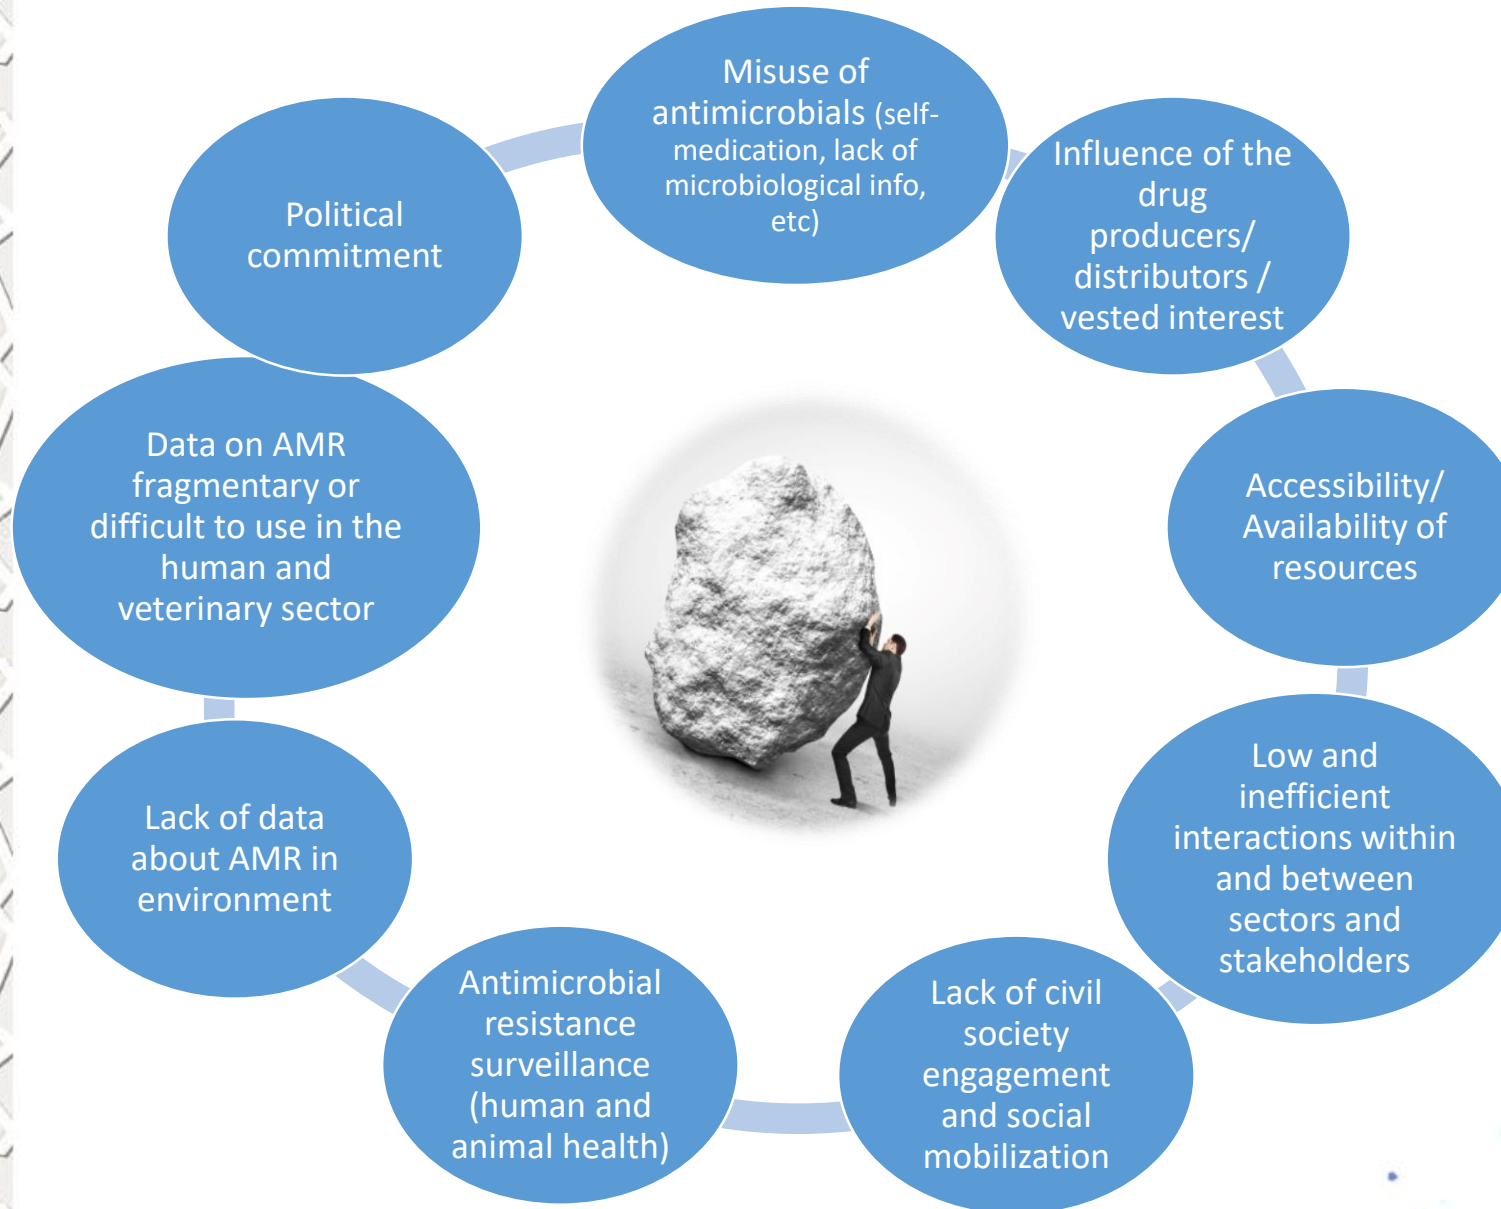 Misuse of
antimicrobials (self-
medication, lack of
microbiological info,
etc)
Influence of the
drug
producers/
distributors /
vested interest
Accessibility/
Availability of
resources
Low and
inefficient
interactions within
and between
sectors and
stakeholders
Lack of civil
society
engagement
and social
mobilization
Antimicrobial
resistance
surveillance
(human and
animal health)
Lack of data
about AMR in
environment
Data on AMR
fragmentary or
difficult to use in the
human and
veterinary sector
Political
commitment